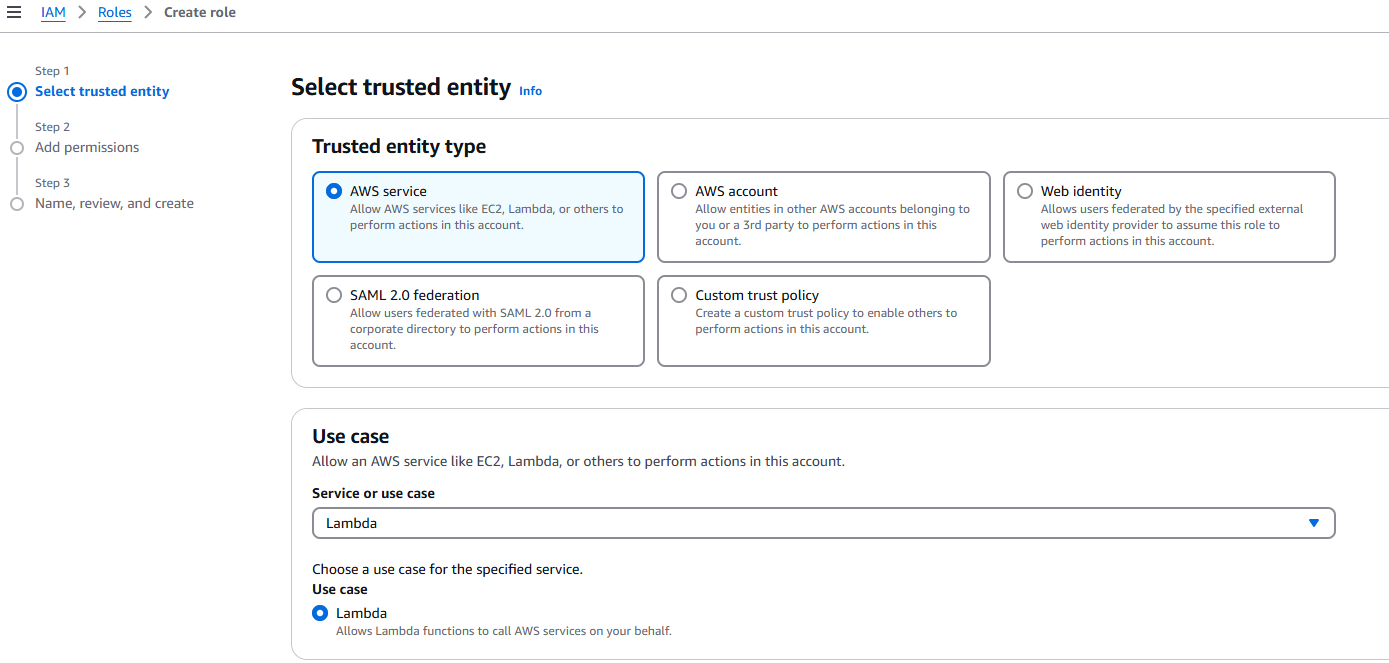 IAM > Roles > Create role
Step 1
Select trusted entity
Step 2
Add permissions
Step 3
Name, review, and create
Select trusted entity Info
Trusted entity type
AWS service
Allow AWS services like EC2, Lambda, or others to
perform actions in this account.
AWS account
Allow entities in other AWS accounts belonging to
you or a 3rd party to perform actions in this
account.
Web identity
Allows users federated by the specified external
web identity provider to assume this role to
perform actions in this account.
SAML 2.0 federation
Allow users federated with SAML 2.0 from a
corporate directory to perform actions in this
account.
Custom trust policy
Create a custom trust policy to enable others to
perform actions in this account.
Use case
Allow an AWS service like EC2, Lambda, or others to perform actions in this account.
Service or use case
Lambda
Choose a use case for the specified service.
Use case
Lambda
Allows Lambda functions to call AWS services on your behalf.